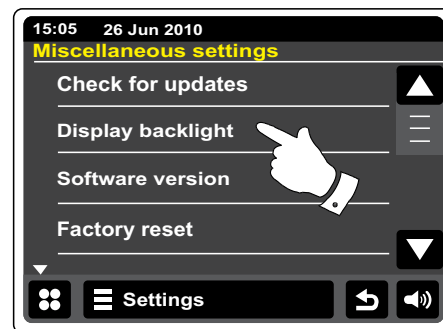 15:05 26 Jun 2010
Miscellaneous settings
Check for updates
Display backlight
Software version
Factory reset
Settings